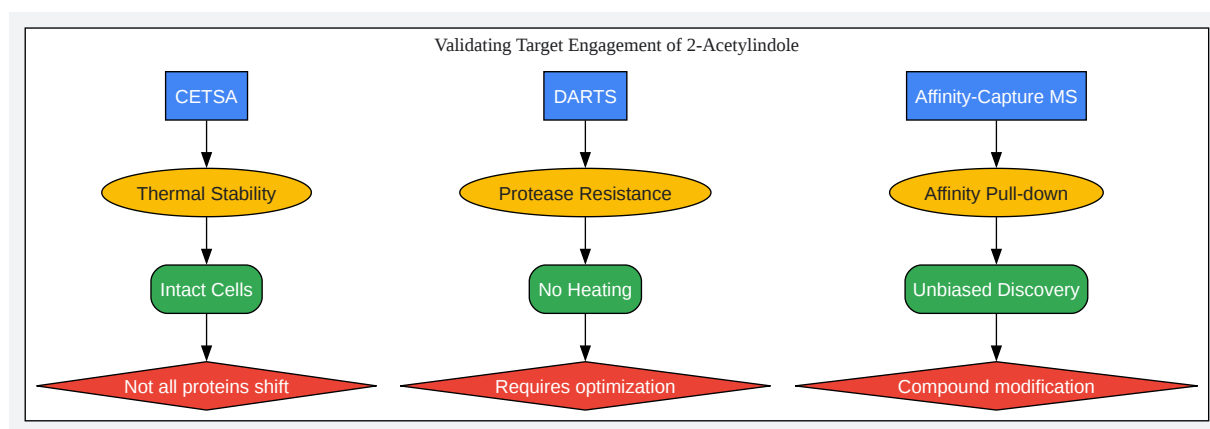 Validating Target Engagement of 2-Acetylindole
CETSA
DARTS
Affinity-Capture MS
Thermal Stability
Protease Resistance
Affinity Pull-down
Intact Cells
No Heating
Unbiased Discovery
Not all proteins shift
Requires optimization
Compound modification